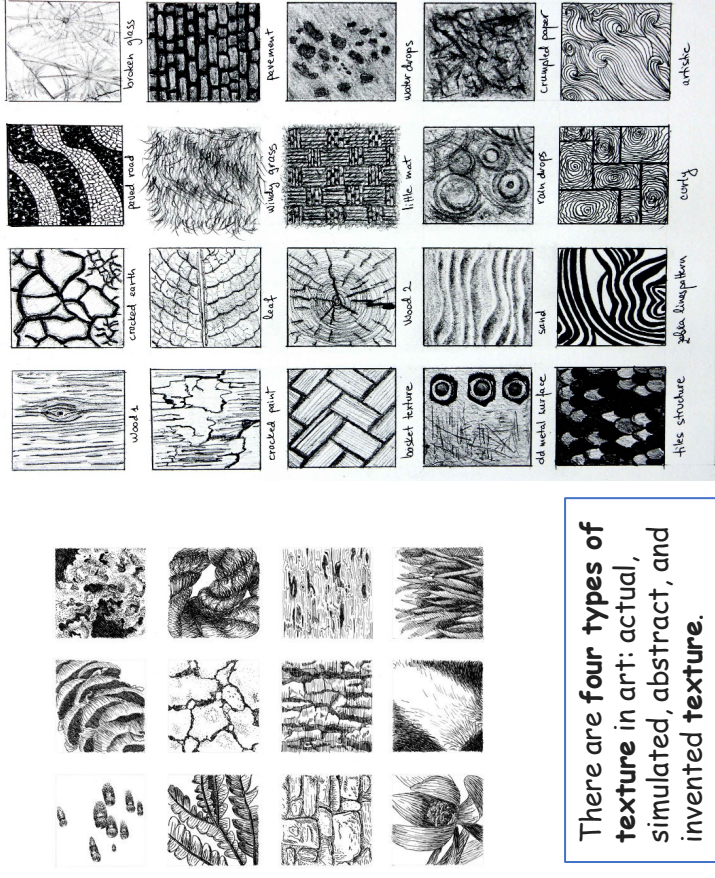 There are four types of
texture in art: actual,
simulated, abstract, and
invented texture.
wood 1
cracked earth
paved road
broken glass
cracked paint
leaf
windy grass
pavement
basket texture
Wood 2
little mat
water drops
old metal surface
sand
rain drops
crumpled paper
tiles structure
zebra lines pattern
curly
artistic